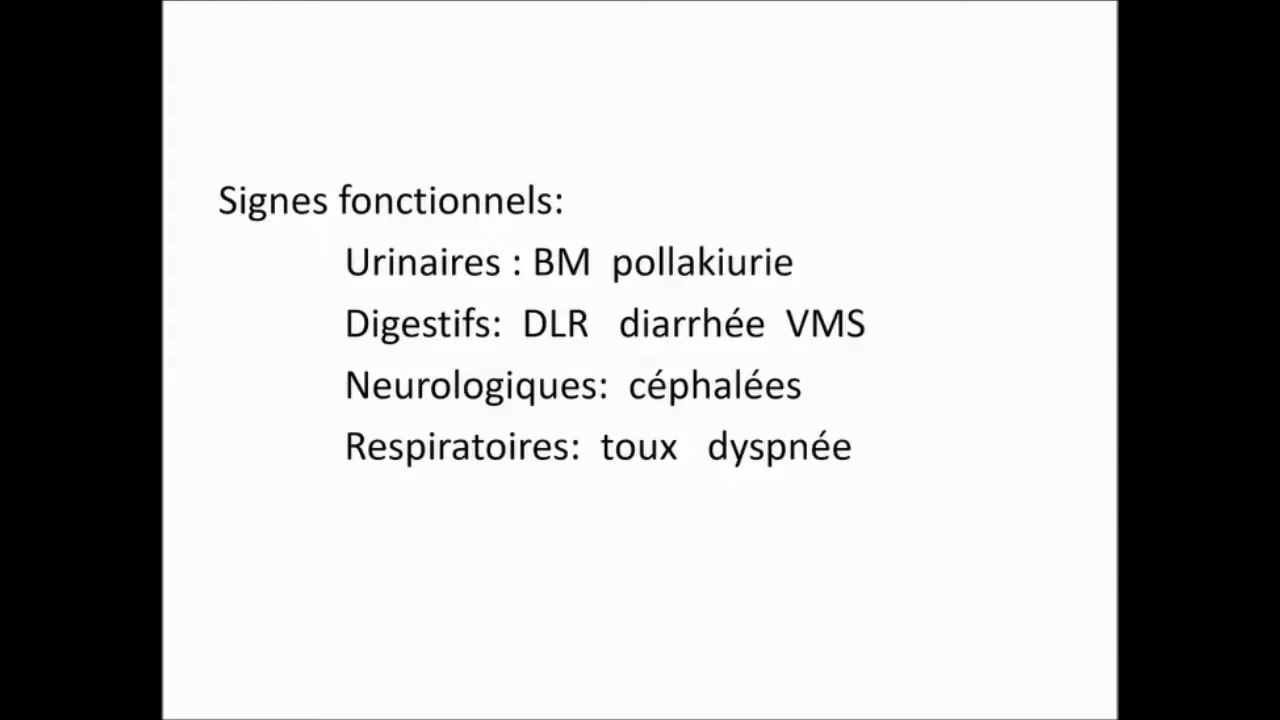 Signes fonctionnels:
Urinaires : BM pollakiurie
Digestifs: DLR diarrhée VMS
Neurologiques: céphalées
Respiratoires: toux dyspnée